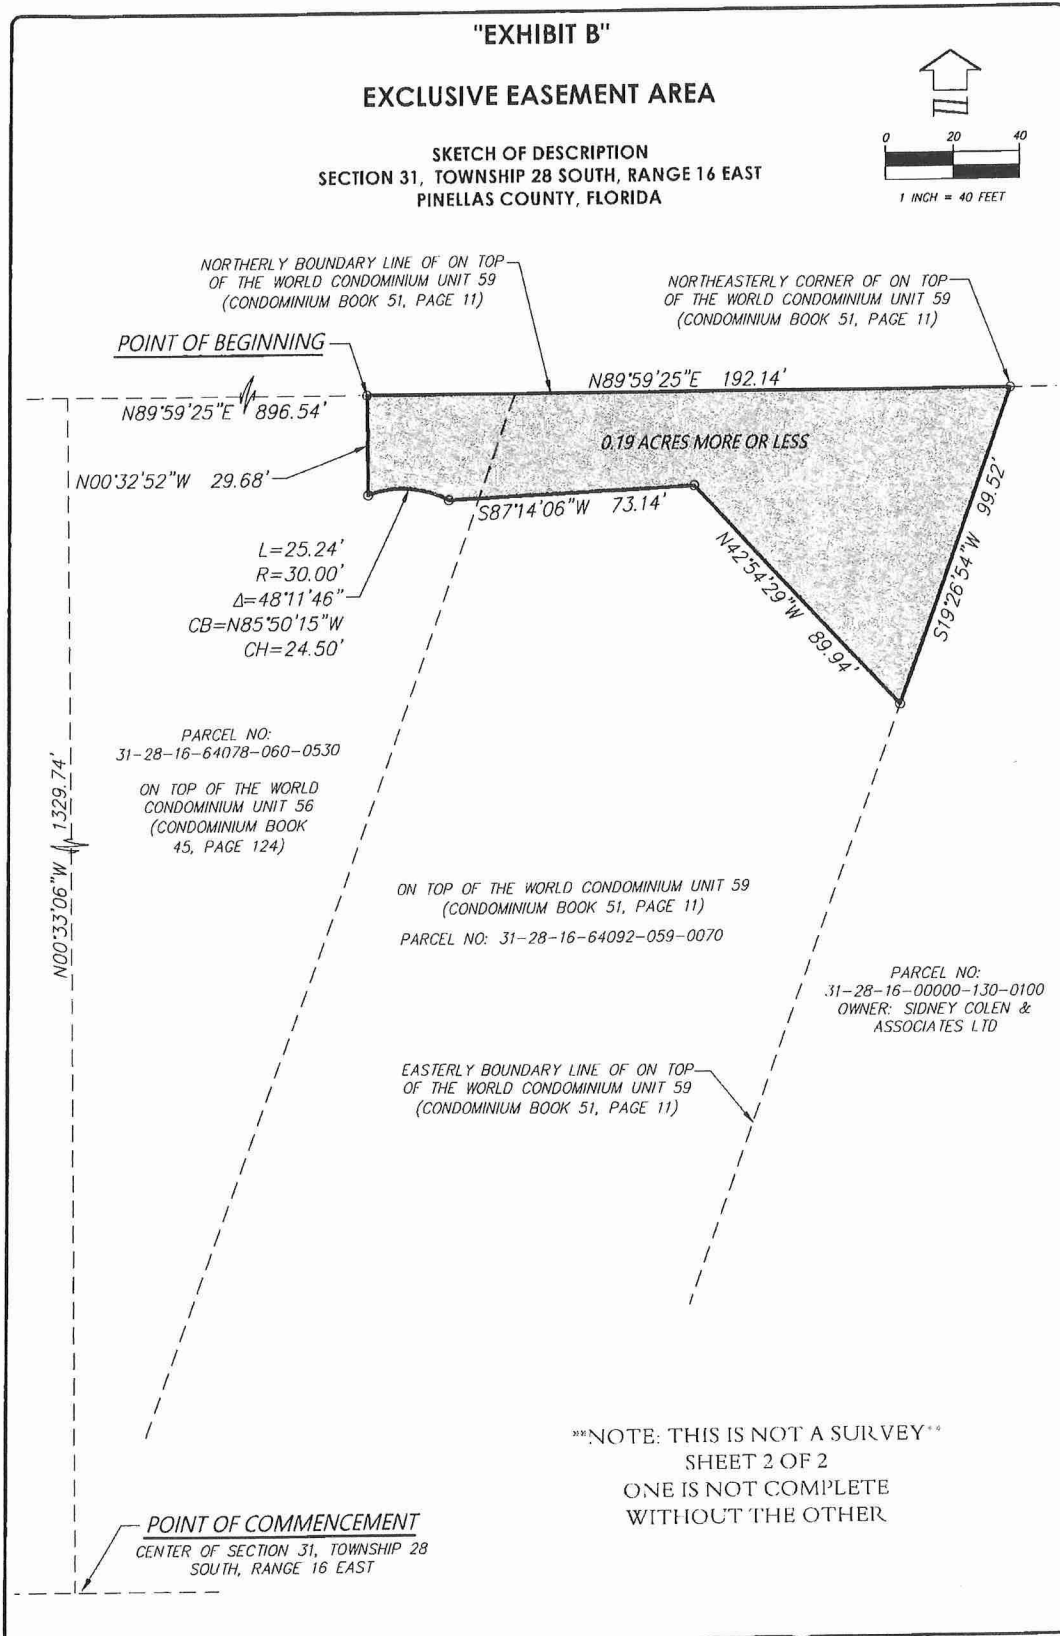 "EXHIBIT B"
EXCLUSIVE EASEMENT AREA
SKETCH OF DESCRIPTION
SECTION 31, TOWNSHIP 28 SOUTH, RANGE 16 EAST
PINELLAS COUNTY, FLORIDA
0 20 40
1 INCH = 40 FEET
NORTHERLY BOUNDARY LINE OF ON TOP
OF THE WORLD CONDOMINIUM UNIT 59
(CONDOMINIUM BOOK 51, PAGE 11)
NORTHEASTERLY CORNER OF ON TOP
OF THE WORLD CONDOMINIUM UNIT 59
(CONDOMINIUM BOOK 51, PAGE 11)
POINT OF BEGINNING
N89°59'25"E 192.14'
N89°59'25"E 896.54'
0.19 ACRES MORE OR LESS
N00°32'52"W 29.68'
S87°14'06"W 73.14'
N42°54'29"W 89.94'
S19°26'54"W 99.52'
L=25.24'
R=30.00'
Δ=48°11'46"
CB=N85°50'15"W
CH=24.50'
PARCEL NO:
31-28-16-64078-060-0530
ON TOP OF THE WORLD
CONDOMINIUM UNIT 56
(CONDOMINIUM BOOK
45, PAGE 124)
N00°33'06"W 1329.74'
ON TOP OF THE WORLD CONDOMINIUM UNIT 59
(CONDOMINIUM BOOK 51, PAGE 11)
PARCEL NO: 31-28-16-64092-059-0070
PARCEL NO:
31-28-16-00000-130-0100
OWNER: SIDNEY COLEN &
ASSOCIATES LTD
EASTERLY BOUNDARY LINE OF ON TOP
OF THE WORLD CONDOMINIUM UNIT 59
(CONDOMINIUM BOOK 51, PAGE 11)
**NOTE: THIS IS NOT A SURVEY**
SHEET 2 OF 2
ONE IS NOT COMPLETE
WITHOUT THE OTHER
POINT OF COMMENCEMENT
CENTER OF SECTION 31, TOWNSHIP 28
SOUTH, RANGE 16 EAST